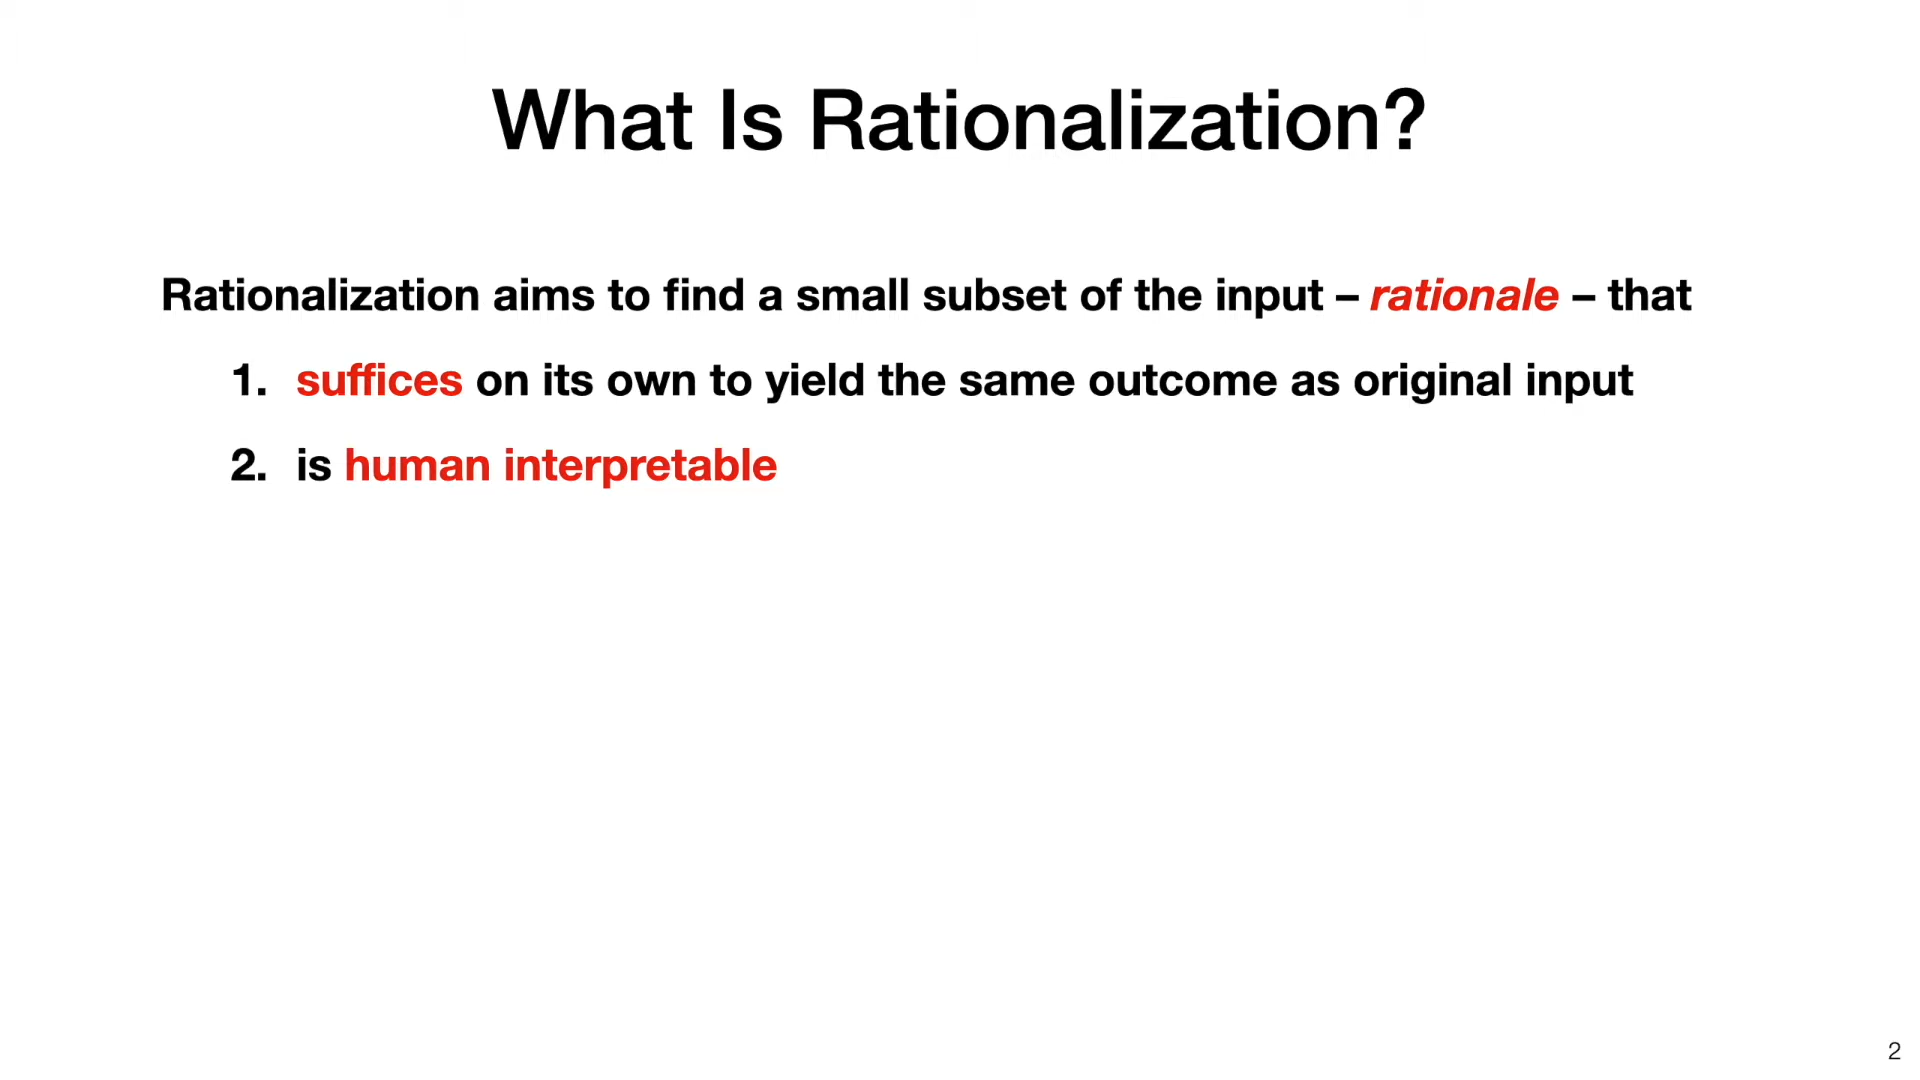 What Is Rationalization?
Rationalization aims to find a small subset of the input – rationale – that
1. suffices on its own to yield the same outcome as original input
2. is human interpretable
2